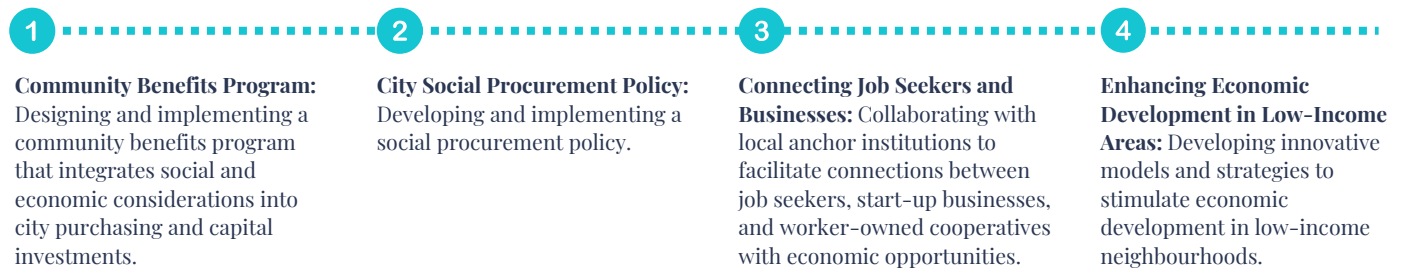 1
Community Benefits Program:
Designing and implementing a
community benefits program
that integrates social and
economic considerations into
city purchasing and capital
investments.
2
City Social Procurement Policy:
Developing and implementing a
social procurement policy.
3
Connecting Job Seekers and
Businesses: Collaborating with
local anchor institutions to
facilitate connections between
job seekers, start-up businesses,
and worker-owned cooperatives
with economic opportunities.
4
Enhancing Economic
Development in Low-Income
Areas: Developing innovative
models and strategies to
stimulate economic
development in low-income
neighbourhoods.